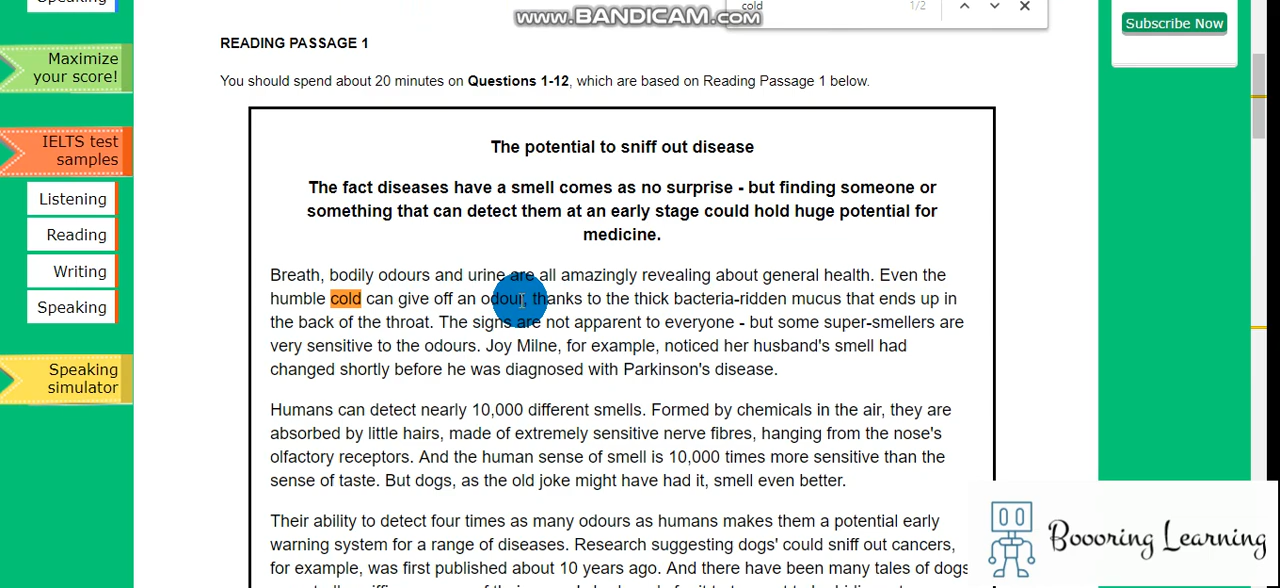 Speaking
Maximize
your score!
IELTS test
samples
Listening
Reading
Writing
Speaking
Speaking
simulator
www.BANDICAM.com
cold
1/2
Subscribe Now
READING PASSAGE 1
You should spend about 20 minutes on Questions 1-12, which are based on Reading Passage 1 below.
The potential to sniff out disease
The fact diseases have a smell comes as no surprise - but finding someone or
something that can detect them at an early stage could hold huge potential for
medicine.
Breath, bodily odours and urine are all amazingly revealing about general health. Even the
humble cold can give off an odour, thanks to the thick bacteria-ridden mucus that ends up in
the back of the throat. The signs are not apparent to everyone - but some super-smellers are
very sensitive to the odours. Joy Milne, for example, noticed her husband's smell had
changed shortly before he was diagnosed with Parkinson's disease.
Humans can detect nearly 10,000 different smells. Formed by chemicals in the air, they are
absorbed by little hairs, made of extremely sensitive nerve fibres, hanging from the nose's
olfactory receptors. And the human sense of smell is 10,000 times more sensitive than the
sense of taste. But dogs, as the old joke might have had it, smell even better.
Their ability to detect four times as many odours as humans makes them a potential early
warning system for a range of diseases. Research suggesting dogs' could sniff out cancers,
for example, was first published about 10 years ago. And there have been many tales of dogs
Boooring Learning